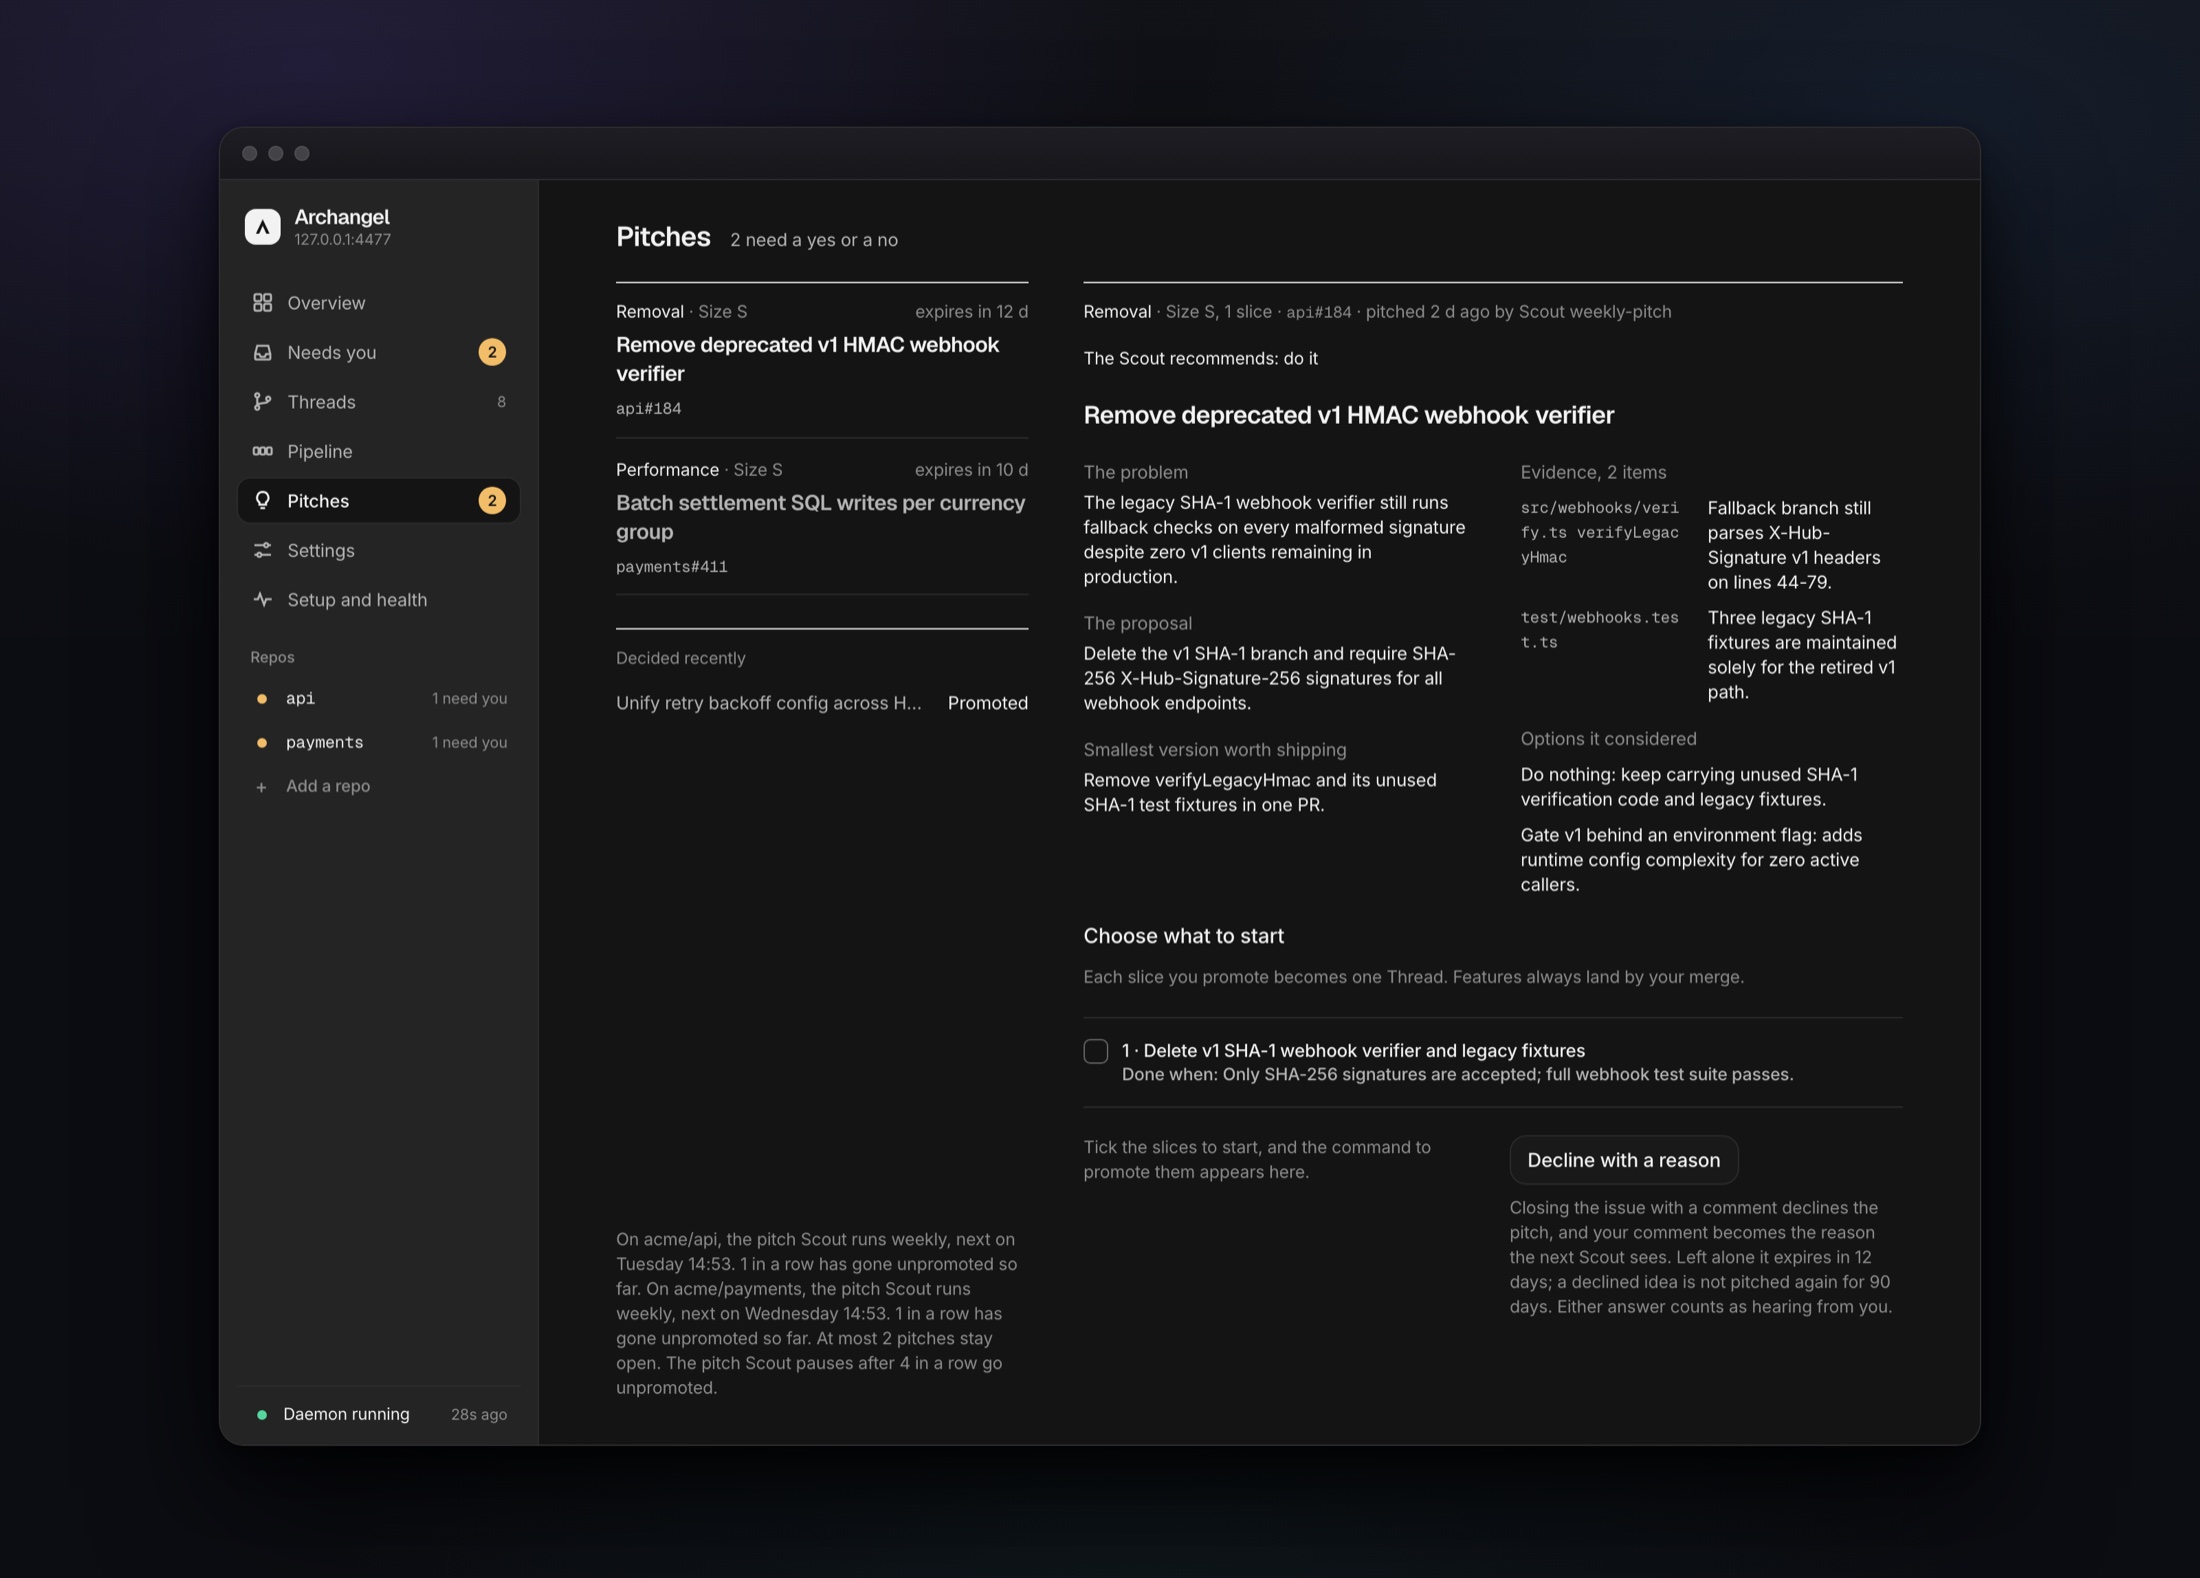 Archangel
127.0.0.1:4477
Overview
Needs you 2
Threads 8
Pipeline
Pitches 2
Settings
Setup and health
Repos
api 1 need you
payments 1 need you
+ Add a repo
Daemon running 28s ago
Pitches 2 need a yes or a no
Removal · Size S expires in 12 d
Remove deprecated v1 HMAC webhook
verifier
api#184
Performance · Size S expires in 10 d
Batch settlement SQL writes per currency
group
payments#411
Decided recently
Unify retry backoff config across H... Promoted
On acme/api, the pitch Scout runs weekly, next on
Tuesday 14:53. 1 in a row has gone unpromoted so
far. On acme/payments, the pitch Scout runs
weekly, next on Wednesday 14:53. 1 in a row has
gone unpromoted so far. At most 2 pitches stay
open. The pitch Scout pauses after 4 in a row go
unpromoted.
Removal · Size S, 1 slice · api#184 · pitched 2 d ago by Scout weekly-pitch
The Scout recommends: do it
Remove deprecated v1 HMAC webhook verifier
The problem
The legacy SHA-1 webhook verifier still runs
fallback checks on every malformed signature
despite zero v1 clients remaining in
production.
The proposal
Delete the v1 SHA-1 branch and require SHA-
256 X-Hub-Signature-256 signatures for all
webhook endpoints.
Smallest version worth shipping
Remove verifyLegacyHmac and its unused
SHA-1 test fixtures in one PR.
Evidence, 2 items
src/webhooks/veri
fy.ts verifyLegac
yHmac
Fallback branch still
parses X-Hub-
Signature v1 headers
on lines 44-79.
test/webhooks.tes
t.ts
Three legacy SHA-1
fixtures are maintained
solely for the retired v1
path.
Options it considered
Do nothing: keep carrying unused SHA-1
verification code and legacy fixtures.
Gate v1 behind an environment flag: adds
runtime config complexity for zero active
callers.
Choose what to start
Each slice you promote becomes one Thread. Features always land by your merge.
1 · Delete v1 SHA-1 webhook verifier and legacy fixtures
Done when: Only SHA-256 signatures are accepted; full webhook test suite passes.
Tick the slices to start, and the command to
promote them appears here.
Decline with a reason
Closing the issue with a comment declines the
pitch, and your comment becomes the reason
the next Scout sees. Left alone it expires in 12
days; a declined idea is not pitched again for 90
days. Either answer counts as hearing from you.